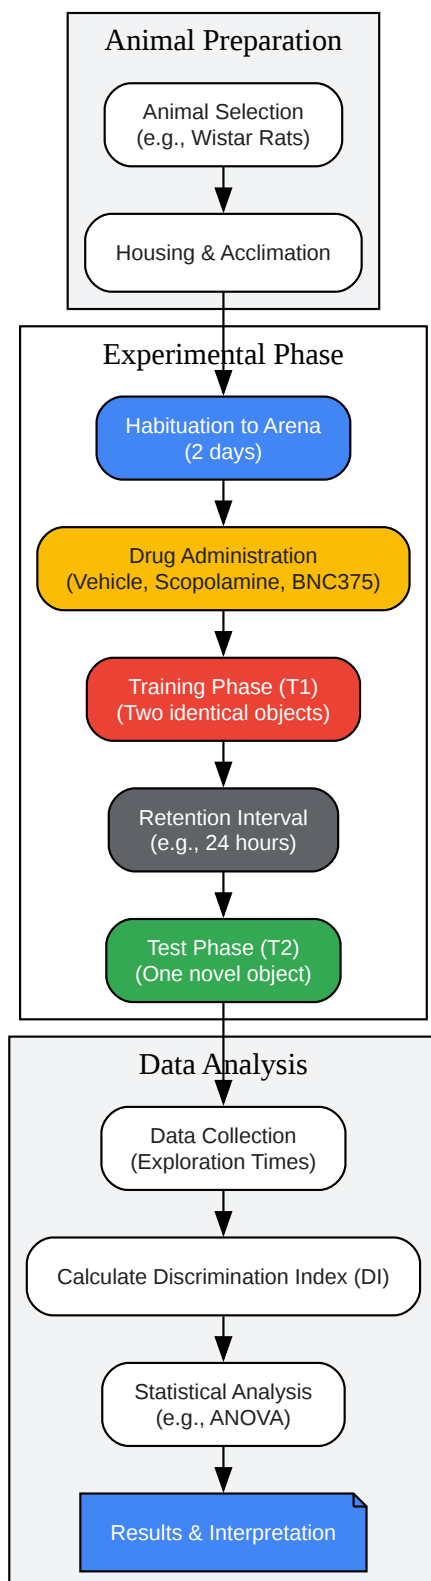 Animal Preparation
Animal Selection
(e.g., Wistar Rats)
Housing & Acclimation
Experimental Phase
Habituation to Arena
(2 days)
Drug Administration
(Vehicle, Scopolamine, BNC375)
Training Phase (T1)
(Two identical objects)
Retention Interval
(e.g., 24 hours)
Test Phase (T2)
(One novel object)
Data Analysis
Data Collection
(Exploration Times)
Calculate Discrimination Index (DI)
Statistical Analysis
(e.g., ANOVA)
Results & Interpretation